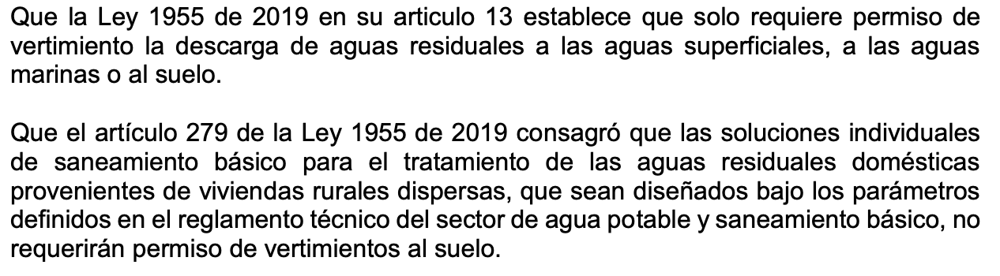 Que la Ley 1955 de 2019 en su articulo 13 establece que solo requiere permiso de
vertimiento la descarga de aguas residuales a las aguas superficiales, a las aguas
marinas o al suelo.
Que el artículo 279 de la Ley 1955 de 2019 consagró que las soluciones individuales
de saneamiento básico para el tratamiento de las aguas residuales domésticas
provenientes de viviendas rurales dispersas, que sean diseñados bajo los parámetros
definidos en el reglamento técnico del sector de agua potable y saneamiento básico, no
requerirán permiso de vertimientos al suelo.